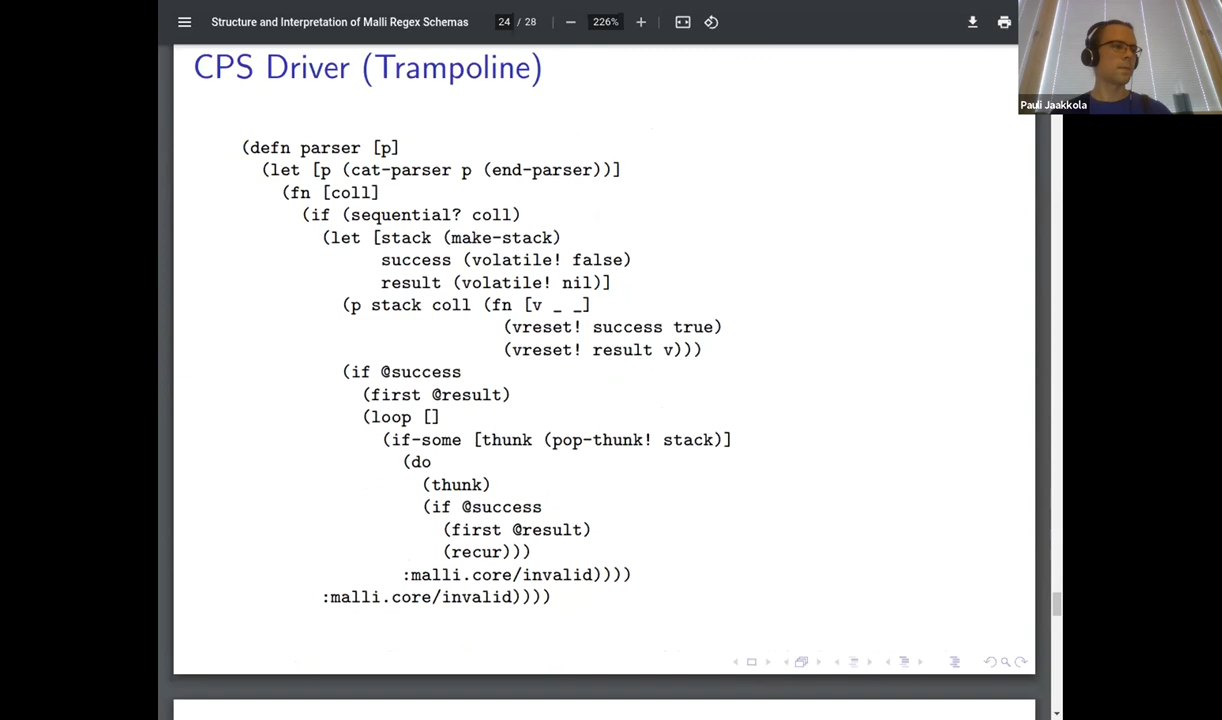 Structure and Interpretation of Malli Regex Schemas
24 / 28
226%
Pauli Jaakkola
CPS Driver (Trampoline)
(defn parser [p]
(let [p (cat-parser p (end-parser))]
(fn [coll]
(if (sequential? coll)
(let [stack (make-stack)
success (volatile! false)
result (volatile! nil)]
(p stack coll (fn [v _ _]
(vreset! success true)
(vreset! result v)))
(if @success
(first @result)
(loop []
(if-some [thunk (pop-thunk! stack)]
(do
(thunk)
(if @success
(first @result)
(recur)))
:malli.core/invalid))))
:malli.core/invalid))))